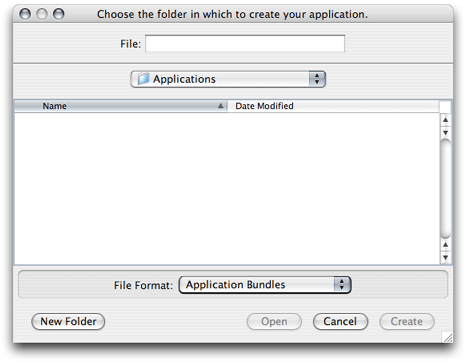 Choose the folder in which to create your application.
File:
Applications
Name Date Modified
File Format: Application Bundles
New Folder Open Cancel Create